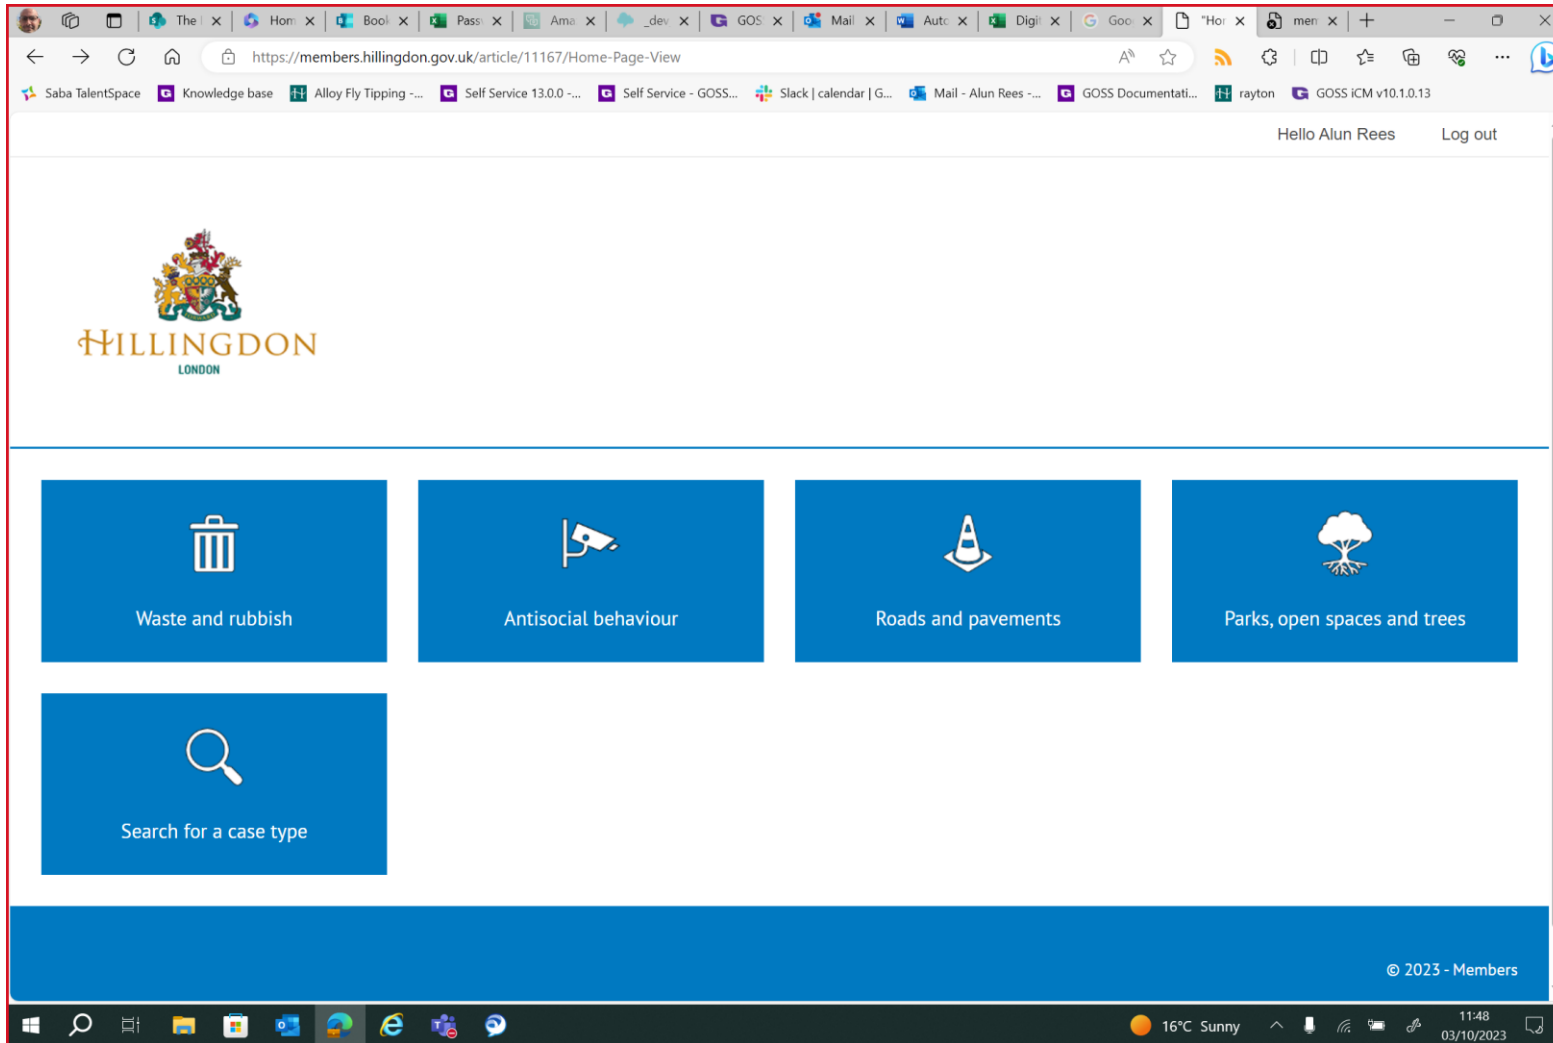 The
Hom
Book
Pass
Ama
_dev
GOS
Mail
Auto
Digit
Goo
"Hor
mem
https://members.hillingdon.gov.uk/article/11167/Home-Page-View
Saba TalentSpace
Knowledge base
Alloy Fly Tipping -...
Self Service 13.0.0 -...
Self Service - GOSS...
Slack | calendar | G...
Mail - Alun Rees -...
GOSS Documentati...
rayton
GOSS iCM v10.1.0.13
Hello Alun Rees Log out
HILLINGDON
LONDON
Waste and rubbish
Antisocial behaviour
Roads and pavements
Parks, open spaces and trees
Search for a case type
© 2023 - Members
16°C Sunny
11:48
03/10/2023